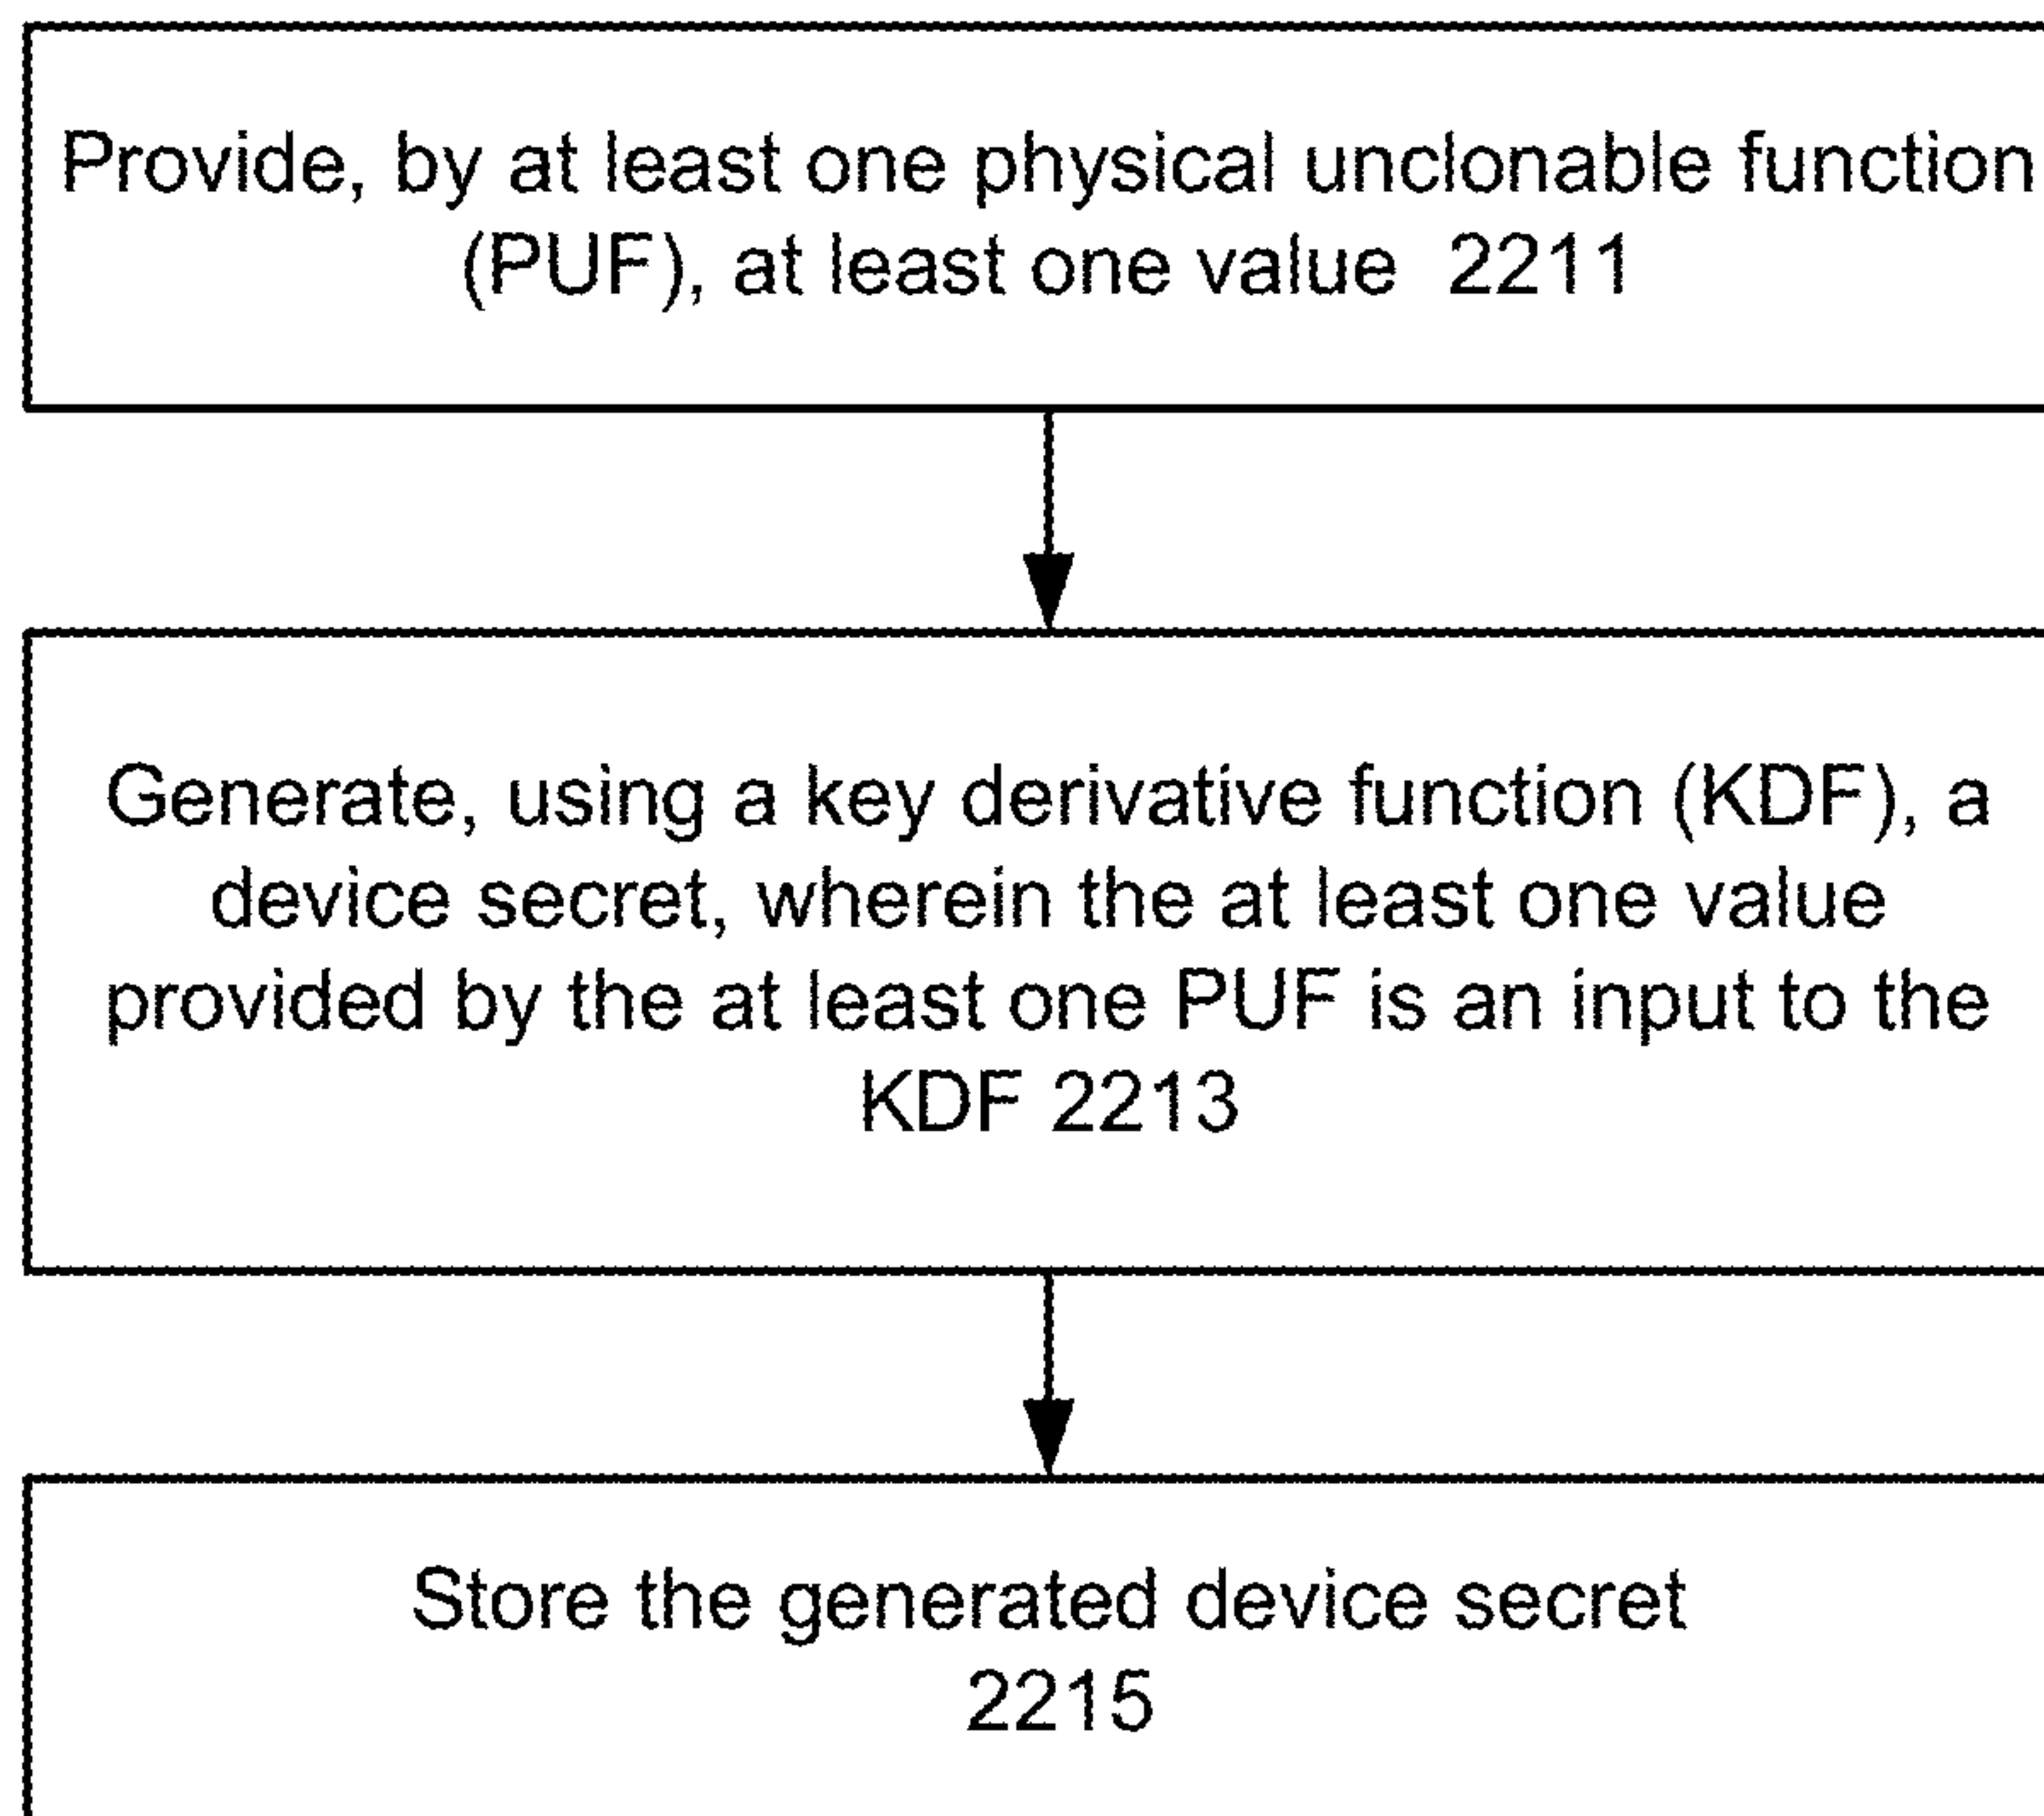 Provide, by at least one physical unclonable function
(PUF), at least one value 2211
Generate, using a key derivative function (KDF), a
device secret, wherein the at least one value
provided by the at least one PUF is an input to the
KDF 2213
Store the generated device secret
2215